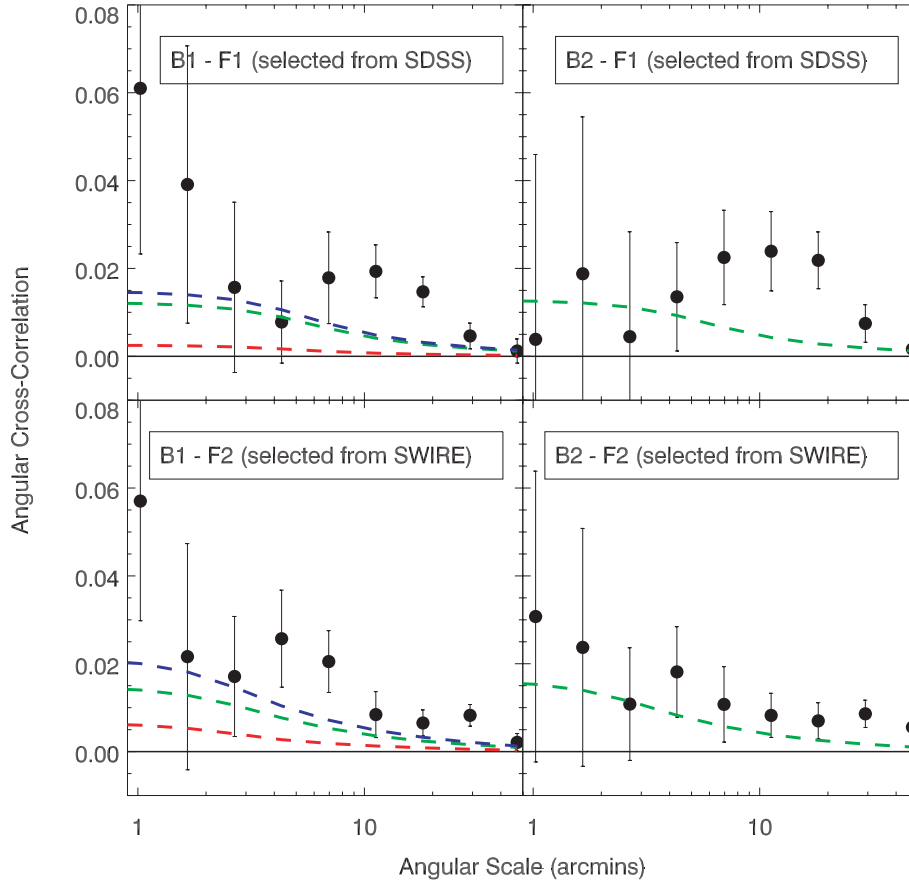 0.08
0.06
0.04
0.02
0.00
B1 - F1 (selected from SDSS)
B2 - F1 (selected from SDSS)
0.08
0.06
0.04
0.02
0.00
B1 - F2 (selected from SWIRE)
B2 - F2 (selected from SWIRE)
Angular Cross-Correlation
1
10
1
10
Angular Scale (arcmins)